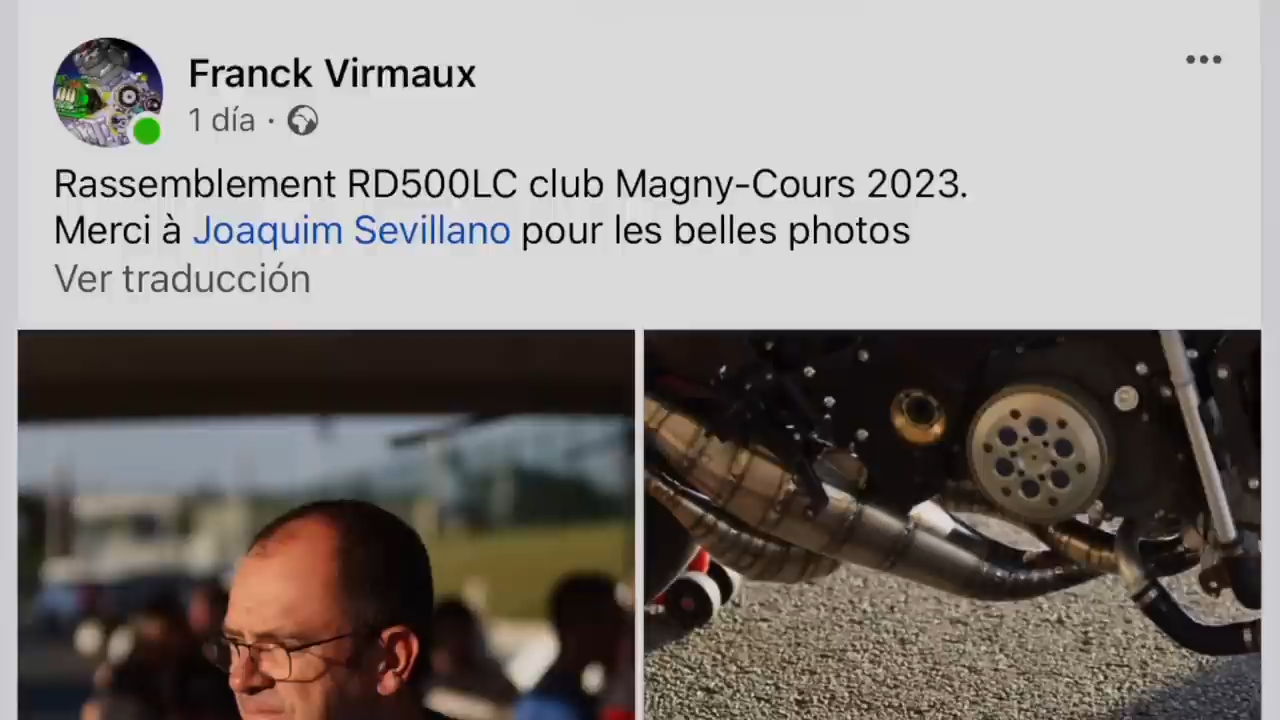 Franck Virmaux
1 día ·
Rassemblement RD500LC club Magny-Cours 2023.
Merci à Joaquim Sevillano pour les belles photos
Ver traducción